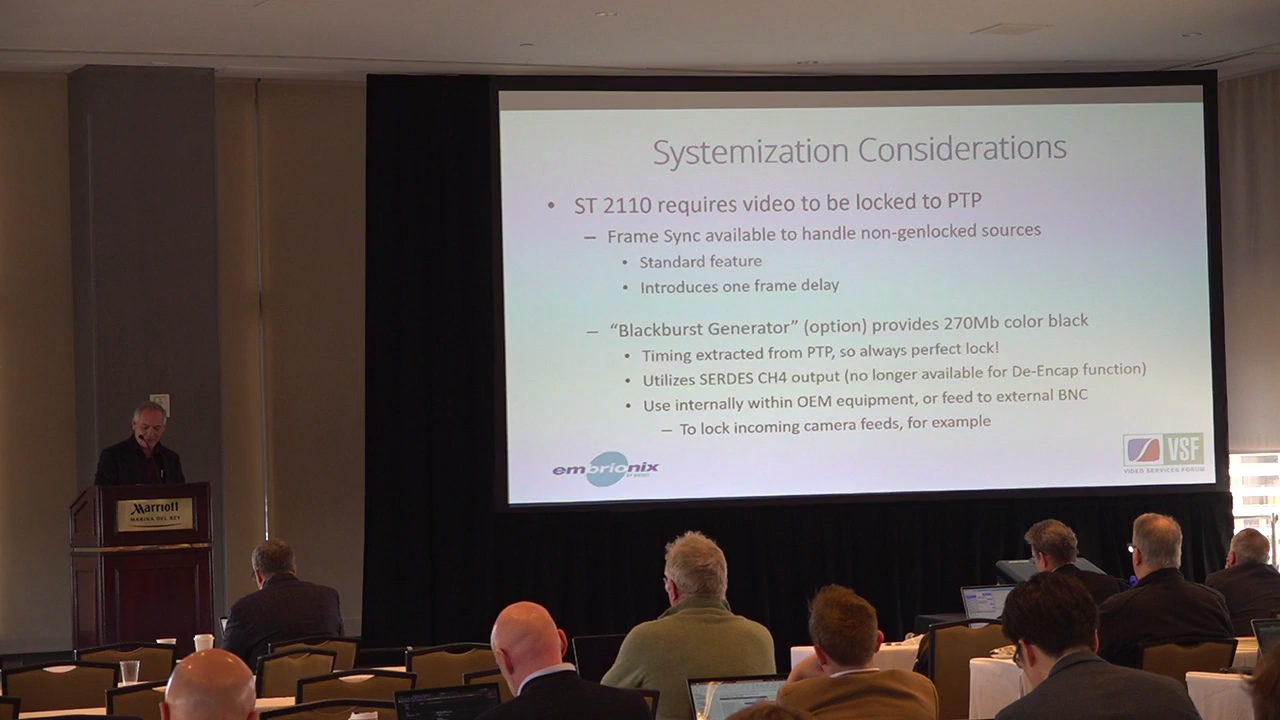 Systemization Considerations
• ST 2110 requires video to be locked to PTP
– Frame Sync available to handle non-genlocked sources
• Standard feature
• Introduces one frame delay
– “Blackburst Generator” (option) provides 270Mb color black
• Timing extracted from PTP, so always perfect lock!
• Utilizes SERDES CH4 output (no longer available for De-Encap function)
• Use internally within OEM equipment, or feed to external BNC
– To lock incoming camera feeds, for example
embrionix
VSF
VIDEO SERVICES FORUM
Marriott
MARINA DEL REY